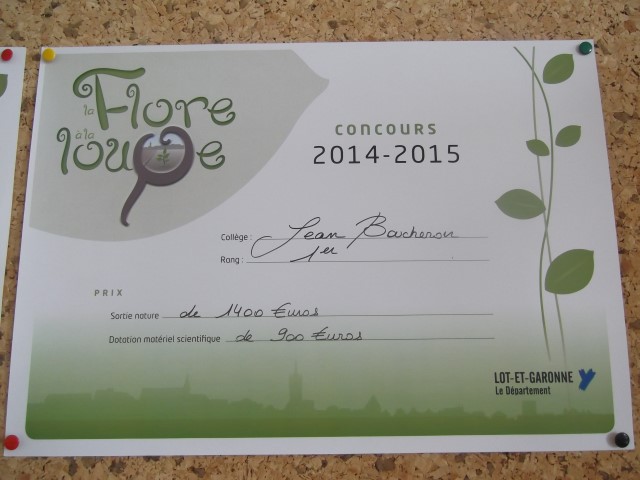 la Flore
à la loupe
CONCOURS
2014-2015
Collège : Jean Boucheron
Rang : 1er
PRIX
Sortie nature de 1400 Euros
Dotation matériel scientifique de 900 Euros
LOT-ET-GARONNE
Le Département